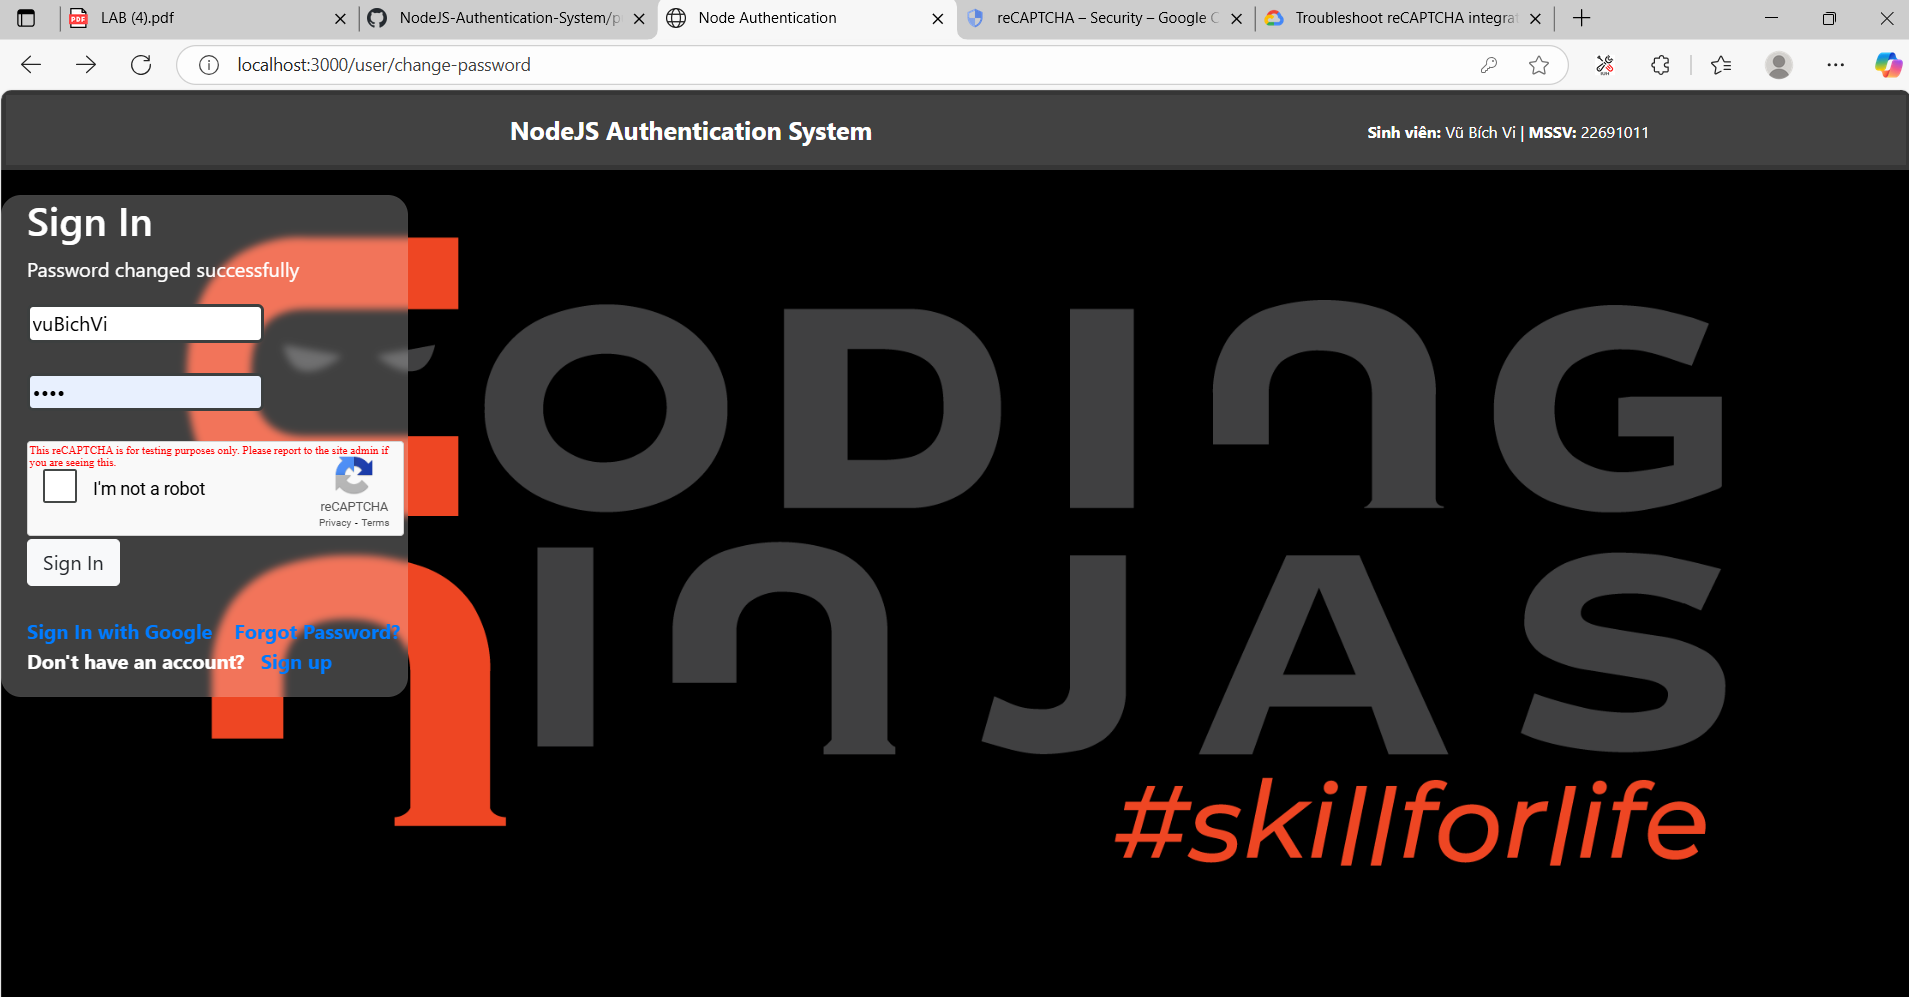 LAB (4).pdf
NodeJS-Authentication-System/p
Node Authentication
reCAPTCHA – Security – Google C
Troubleshoot reCAPTCHA integrat
localhost:3000/user/change-password
NodeJS Authentication System
Sinh viên: Vũ Bích Vi | MSSV: 22691011
Sign In
Password changed successfully
vuBichVi
••••
This reCAPTCHA is for testing purposes only. Please report to the site admin if
you are seeing this.
I'm not a robot
reCAPTCHA
Privacy - Terms
Sign In
Sign In with Google Forgot Password?
Don't have an account? Sign up
CODING
NINJAS
#skillforlife